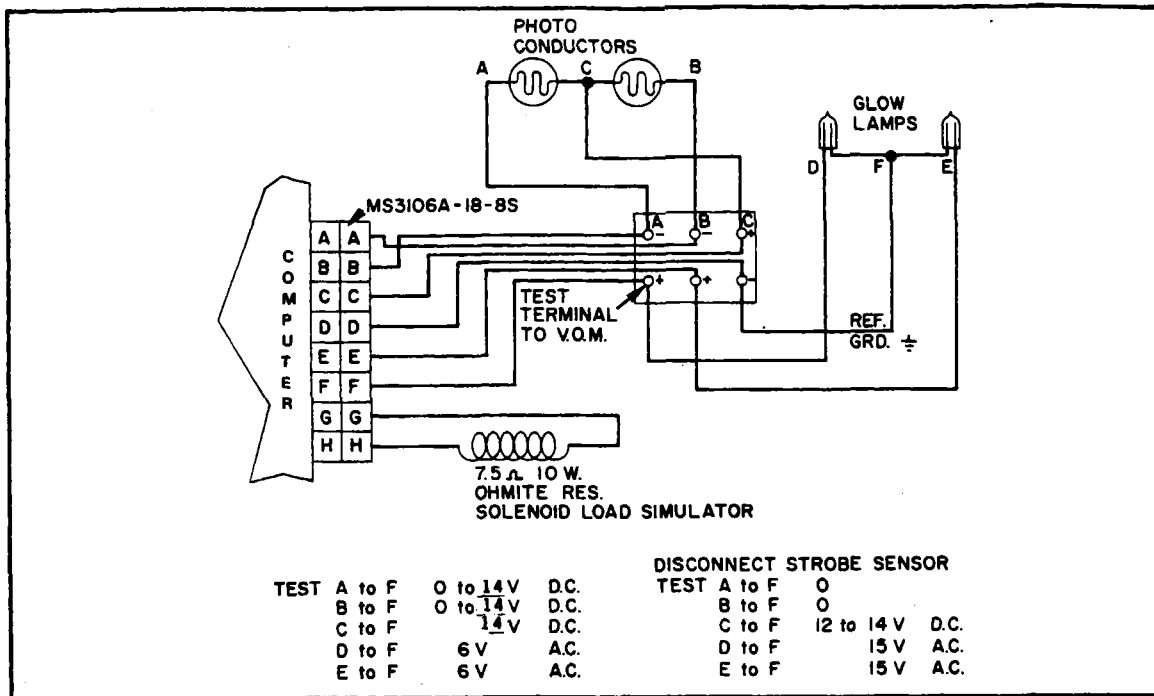 PHOTO
CONDUCTORS
A C B
GLOW
LAMPS
D F E
MS3106A-18-8S
COMPUTER
A A
B B
C C
D D
E E
F F
G G
H H
A B C
- - +
+ + -
TEST
TERMINAL
TO V.O.M.
REF.
GRD.
7.5 Ω 10 W.
OHMITE RES.
SOLENOID LOAD SIMULATOR
TEST A to F 0 to 14 V D.C.
B to F 0 to 14 V D.C.
C to F 14 V D.C.
D to F 6 V A.C.
E to F 6 V A.C.
DISCONNECT STROBE SENSOR
TEST A to F 0
B to F 0
C to F 12 to 14 V D.C.
D to F 15 V A.C.
E to F 15 V A.C.